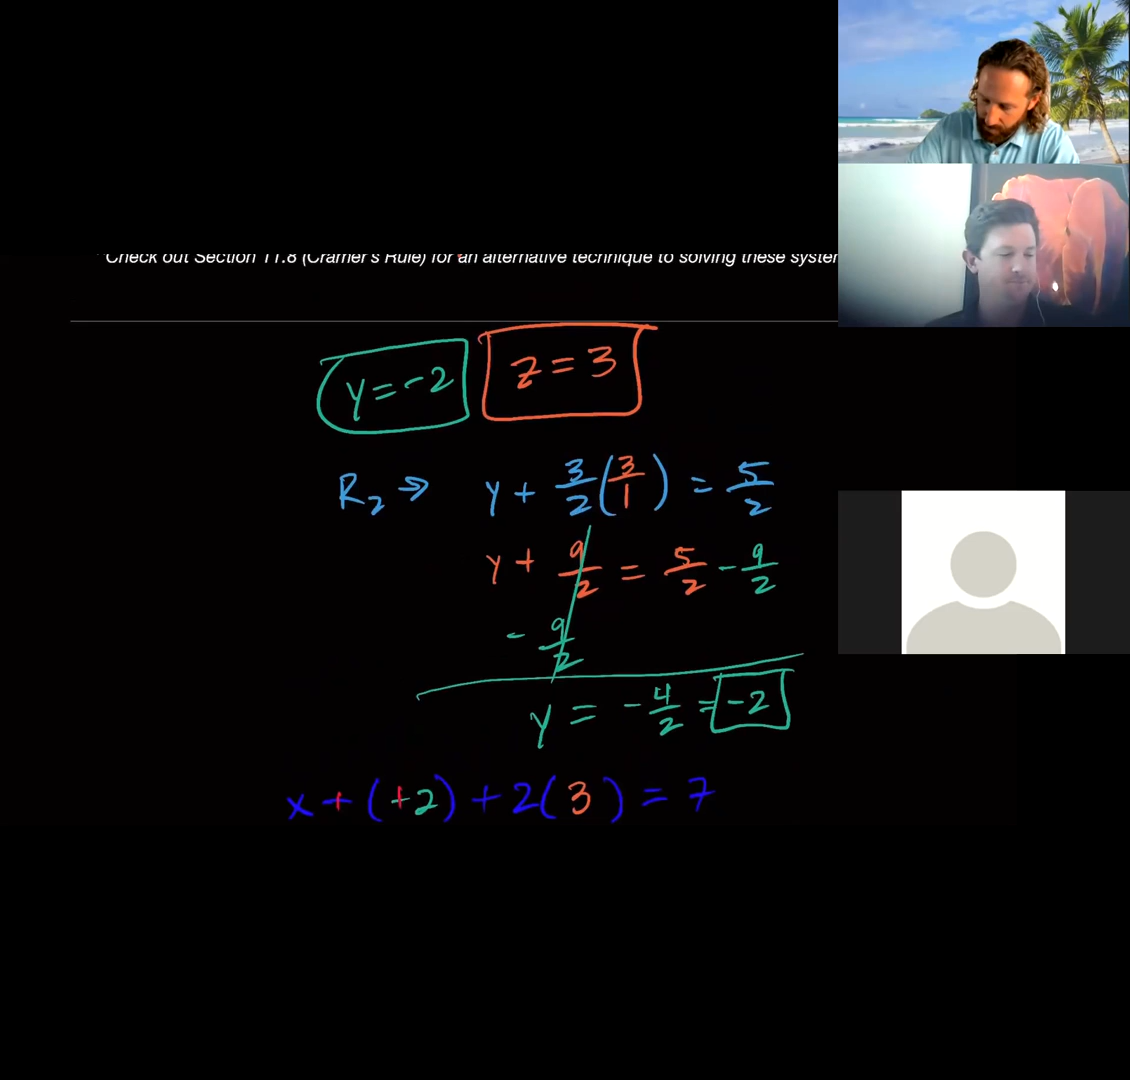 *Check out Section 11.8 (Cramer's Rule) for an alternative technique to solving these system
y = -2 z = 3
R₂ → y + 3/2 (3/1) = 5/2
y + 9/2 = 5/2 - 9/2
- 9/2
y = -4/2 = -2
x + (+2) + 2(3) = 7